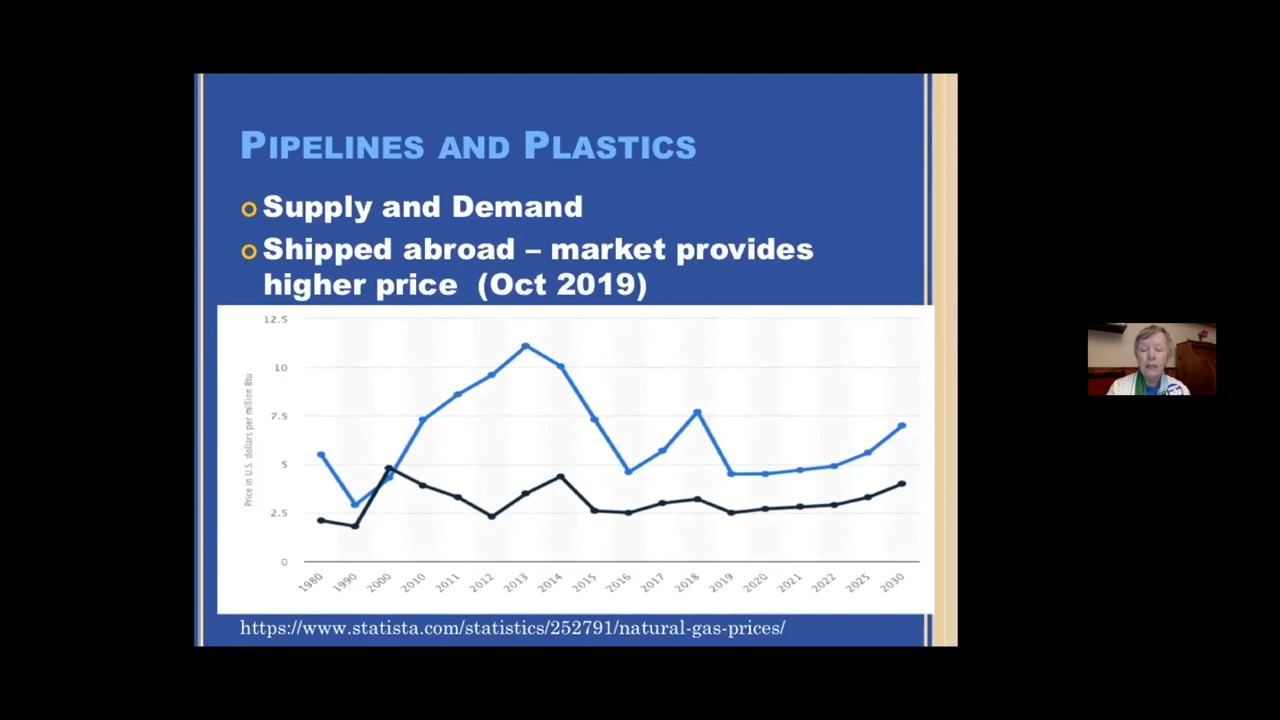 PIPELINES AND PLASTICS
Supply and Demand
Shipped abroad – market provides
higher price (Oct 2019)
12.5
10
7.5
5
2.5
0
Price in U.S. dollars per million Btu
1980 1990 2000 2010 2011 2012 2013 2014 2015 2016 2017 2018 2019 2020 2021 2022 2025 2030
https://www.statista.com/statistics/252791/natural-gas-prices/